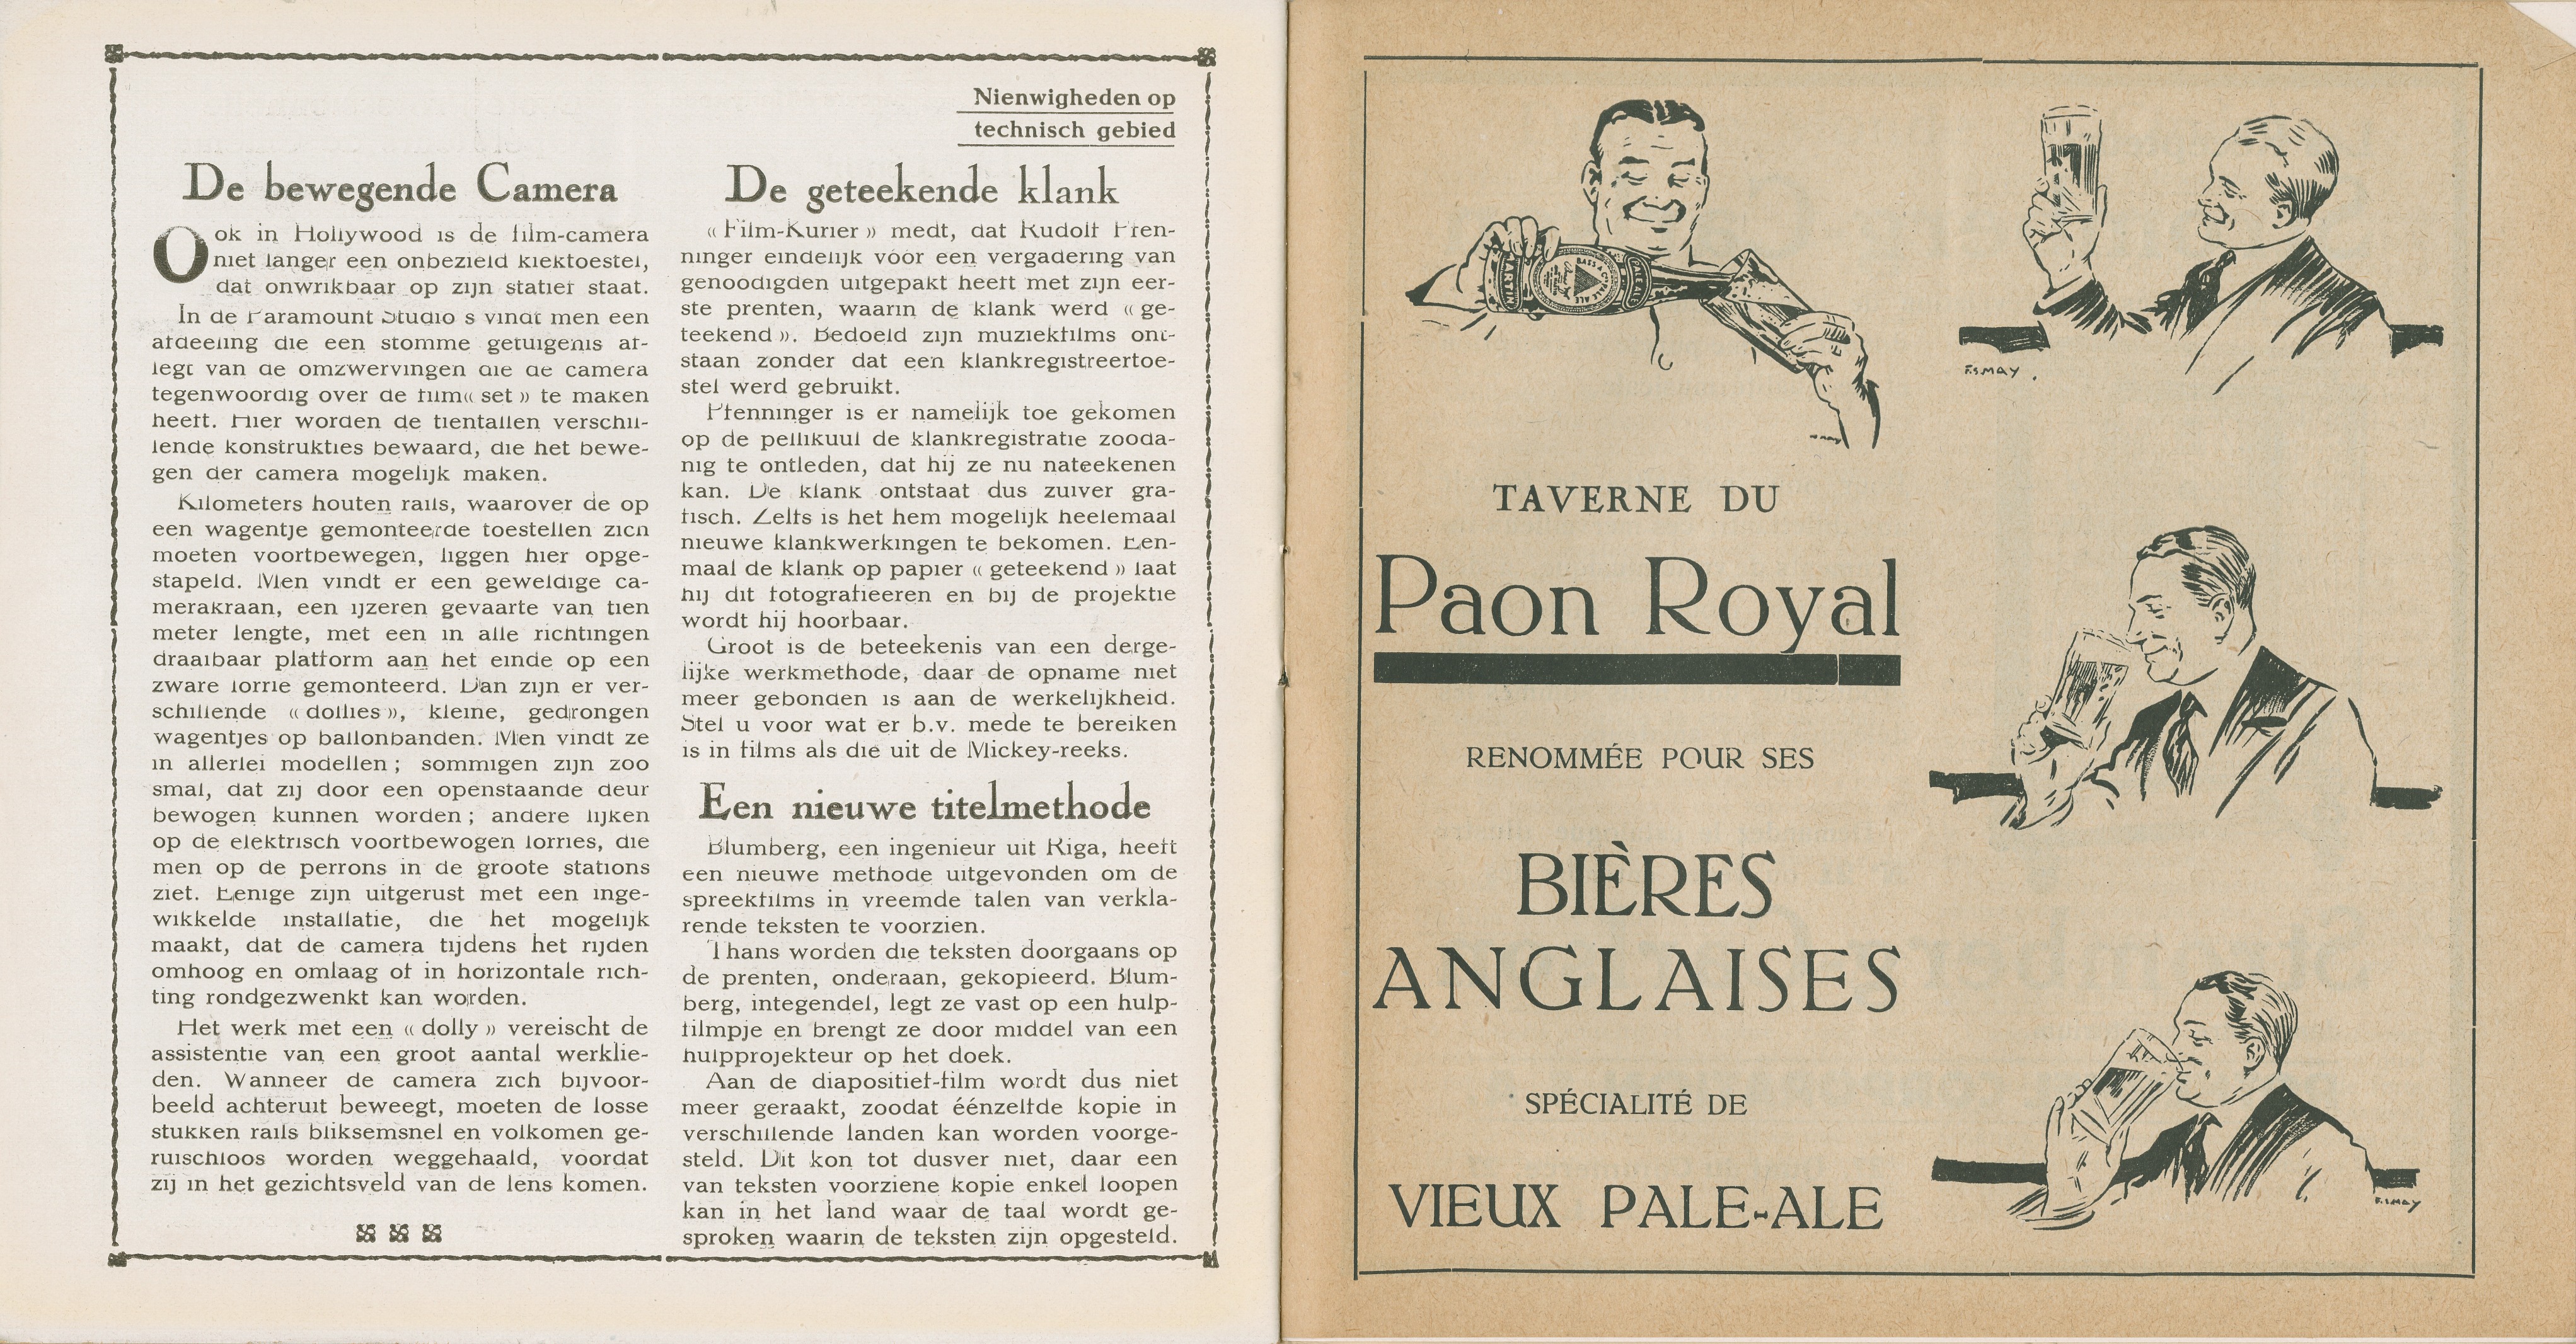 Nienwigheden op
technisch gebied
De bewegende Camera
Ook in Hollywood is de film-camera
niet langer een onbezield kiektoestel,
dat onwrikbaar op zijn statief staat.
In de Paramount Studio's vindt men een
afdeeling die een stomme getuigenis af-
legt van de omzwervingen die de camera
tegenwoordig over de film« set » te maken
heeft. Hier worden de tientallen verschil-
lende konstrukties bewaard, die het bewe-
gen der camera mogelijk maken.
Kilometers houten rails, waarover de op
een wagentje gemonteerde toestellen zich
moeten voortbewegen, liggen hier opge-
stapeld. Men vindt er een geweldige ca-
merakraan, een ijzeren gevaarte van tien
meter lengte, met een in alle richtingen
draaibaar platform aan het einde op een
zware lorrie gemonteerd. Dan zijn er ver-
schillende « dollies », kleine, gedrongen
wagentjes op ballonbanden. Men vindt ze
in allerlei modellen ; sommigen zijn zoo
smal, dat zij door een openstaande deur
bewogen kunnen worden ; andere lijken
op de elektrisch voortbewogen lorries, die
men op de perrons in de groote stations
ziet. Eenige zijn uitgerust met een inge-
wikkelde installatie, die het mogelijk
maakt, dat de camera tijdens het rijden
omhoog en omlaag of in horizontale rich-
ting rondgezwenkt kan worden.
Het werk met een « dolly » vereischt de
assistentie van een groot aantal werklie-
den. Wanneer de camera zich bijvoor-
beeld achteruit beweegt, moeten de losse
stukken rails bliksemsnel en volkomen ge-
ruischloos worden weggehaald, voordat
zij in het gezichtsveld van de lens komen.
De geteekende klank
« Film-Kurier » medt, dat Rudolf Pfen-
ninger eindelijk vóór een vergadering van
genoodigden uitgepakt heeft met zijn eer-
ste prenten, waarin de klank werd « ge-
teekend ». Bedoeld zijn muziekfilms ont-
staan zonder dat een klankregistreertoe-
stel werd gebruikt.
Pfenninger is er namelijk toe gekomen
op de pellikuul de klankregistratie zooda-
nig te ontleden, dat hij ze nu nateekenen
kan. De klank ontstaat dus zuiver gra-
fisch. Zelfs is het hem mogelijk heelemaal
nieuwe klankwerkingen te bekomen. Een-
maal de klank op papier « geteekend » laat
hij dit fotografieeren en bij de projektie
wordt hij hoorbaar.
Groot is de beteekenis van een derge-
lijke werkmethode, daar de opname niet
meer gebonden is aan de werkelijkheid.
Stel u voor wat er b.v. mede te bereiken
is in films als die uit de Mickey-reeks.
Een nieuwe titelmethode
Blumberg, een ingenieur uit Riga, heeft
een nieuwe methode uitgevonden om de
spreekfilms in vreemde talen van verkla-
rende teksten te voorzien.
Thans worden die teksten doorgaans op
de prenten, onderaan, gekopieerd. Blum-
berg, integendel, legt ze vast op een hulp-
filmpje en brengt ze door middel van een
hulpprojekteur op het doek.
Aan de diapositief-film wordt dus niet
meer geraakt, zoodat éénzelfde kopie in
verschillende landen kan worden voorge-
steld. Dit kon tot dusver niet, daar een
van teksten voorziene kopie enkel loopen
kan in het land waar de taal wordt ge-
sproken waarin de teksten zijn opgesteld.
MARTIN
BASS & CO'S PALE ALE
PALE ALE
F.S.MAY.
TAVERNE DU
Paon Royal
RENOMMÉE POUR SES
BIÈRES
ANGLAISES
SPÉCIALITÉ DE
VIEUX PALE-ALE
F.S.MAY